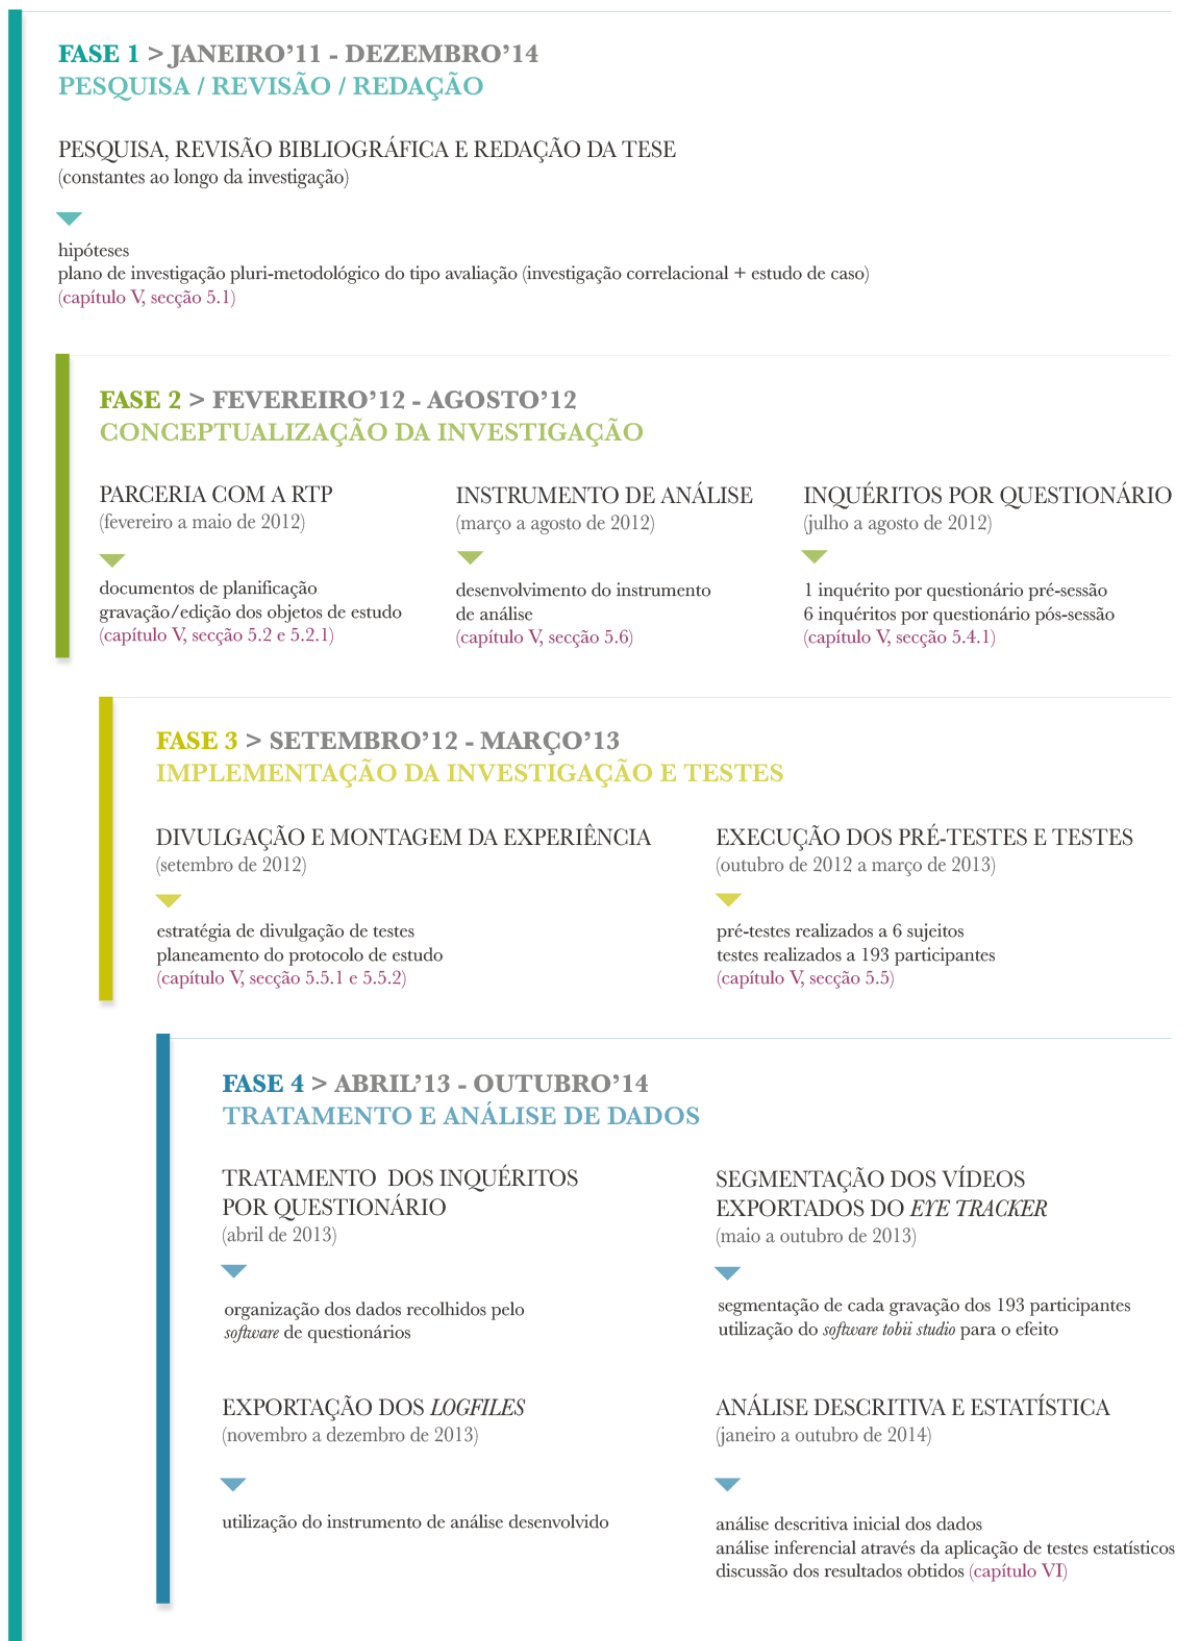 FASE 1 > JANEIRO’11 - DEZEMBRO’14
PESQUISA / REVISÃO / REDAÇÃO
PESQUISA, REVISÃO BIBLIOGRÁFICA E REDAÇÃO DA TESE
(constantes ao longo da investigação)
hipóteses
plano de investigação pluri-metodológico do tipo avaliação (investigação correlacional + estudo de caso)
(capítulo V, secção 5.1)
FASE 2 > FEVEREIRO’12 - AGOSTO’12
CONCEPTUALIZAÇÃO DA INVESTIGAÇÃO
PARCERIA COM A RTP
(fevereiro a maio de 2012)
documentos de planificação
gravação/edição dos objetos de estudo
(capítulo V, secção 5.2 e 5.2.1)
INSTRUMENTO DE ANÁLISE
(março a agosto de 2012)
desenvolvimento do instrumento
de análise
(capítulo V, secção 5.6)
INQUÉRITOS POR QUESTIONÁRIO
(julho a agosto de 2012)
1 inquérito por questionário pré-sessão
6 inquéritos por questionário pós-sessão
(capítulo V, secção 5.4.1)
FASE 3 > SETEMBRO’12 - MARÇO’13
IMPLEMENTAÇÃO DA INVESTIGAÇÃO E TESTES
DIVULGAÇÃO E MONTAGEM DA EXPERIÊNCIA
(setembro de 2012)
estratégia de divulgação de testes
planeamento do protocolo de estudo
(capítulo V, secção 5.5.1 e 5.5.2)
EXECUÇÃO DOS PRÉ-TESTES E TESTES
(outubro de 2012 a março de 2013)
pré-testes realizados a 6 sujeitos
testes realizados a 193 participantes
(capítulo V, secção 5.5)
FASE 4 > ABRIL’13 - OUTUBRO’14
TRATAMENTO E ANÁLISE DE DADOS
TRATAMENTO DOS INQUÉRITOS
POR QUESTIONÁRIO
(abril de 2013)
organização dos dados recolhidos pelo
software de questionários
SEGMENTAÇÃO DOS VÍDEOS
EXPORTADOS DO EYE TRACKER
(maio a outubro de 2013)
segmentação de cada gravação dos 193 participantes
utilização do software tobii studio para o efeito
EXPORTAÇÃO DOS LOGFILES
(novembro a dezembro de 2013)
utilização do instrumento de análise desenvolvido
ANÁLISE DESCRITIVA E ESTATÍSTICA
(janeiro a outubro de 2014)
análise descritiva inicial dos dados
análise inferencial através da aplicação de testes estatísticos
discussão dos resultados obtidos (capítulo VI)